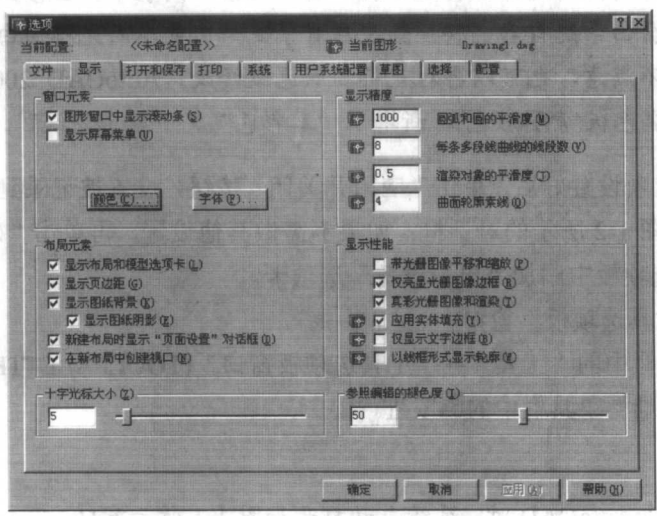 选项
当前配置: <<未命名配置>> 当前图形: Drawing1.dwg
文件 显示 打开和保存 打印 系统 用户系统配置 草图 选择 配置
窗口元素
图形窗口中显示滚动条(S)
显示屏幕菜单(U)
颜色(C)... 字体(F)...
显示精度
1000 圆弧和圆的平滑度(W)
8 每条多段线曲线的线段数(V)
0.5 渲染对象的平滑度(J)
4 曲面轮廓素线(O)
布局元素
显示布局和模型选项卡(L)
显示页边距(G)
显示图纸背景(K)
显示图纸阴影(E)
新建布局时显示“页面设置”对话框(D)
在新布局中创建视口(N)
显示性能
带光栅图像平移和缩放(P)
仅亮显光栅图像边框(R)
真彩光栅图像和渲染(T)
应用实体填充(Y)
仅显示文字边框(B)
以线框形式显示轮廓(E)
十字光标大小(Z)
5
参照编辑的褪色度(I)
50
确定 取消 应用(A) 帮助(H)